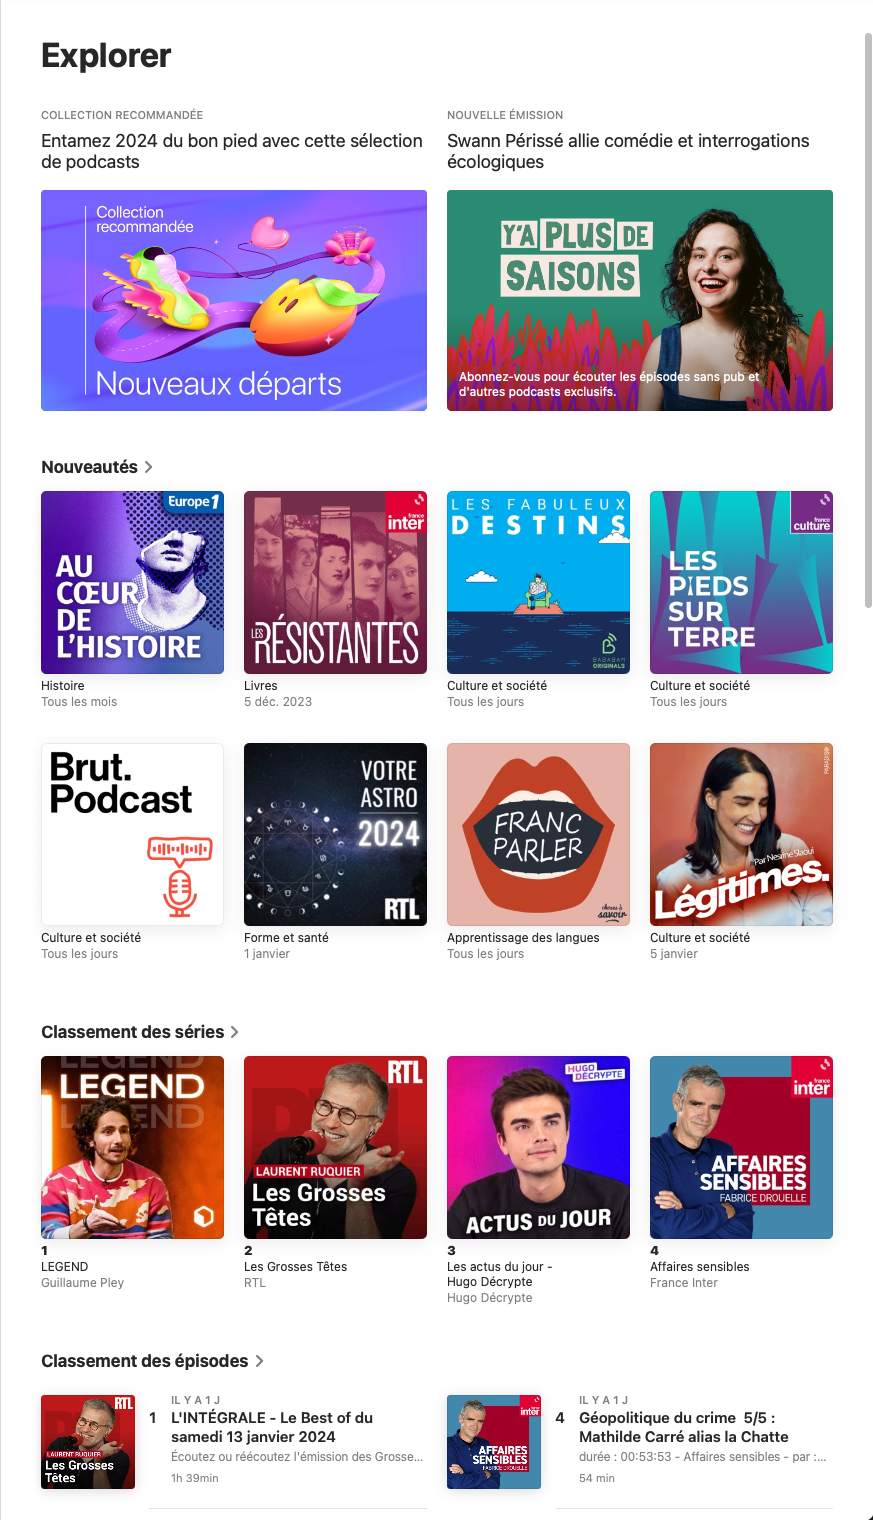 Explorer
COLLECTION RECOMMANDÉE
Entamez 2024 du bon pied avec cette sélection
de podcasts
Collection
recommandée
Nouveaux départs
NOUVELLE ÉMISSION
Swann Périssé allie comédie et interrogations
écologiques
Y'A PLUS DE
SAISONS
Abonnez-vous pour écouter les épisodes sans pub et
d'autres podcasts exclusifs.
Nouveautés
Europe 1
AU
CŒUR
DE
L'HISTOIRE
Histoire
Tous les mois
france
inter
LES RÉSISTANTES
Livres
5 déc. 2023
LES FABULEUX
DESTINS
BABABAM
ORIGINALS
Culture et société
Tous les jours
france
culture
LES
PIEDS
SUR
TERRE
Culture et société
Tous les jours
Brut.
Podcast
Culture et société
Tous les jours
VOTRE
ASTRO
2024
RTL
Forme et santé
1 janvier
FRANC
PARLER
choses à
savoir
Apprentissage des langues
Tous les jours
PARADISO
Par Nesrine Slaoui
Légitimes.
Culture et société
5 janvier
Classement des séries
LEGEND
LEGEND
LEGEND
1
LEGEND
Guillaume Pley
RTL
LAURENT RUQUIER
Les Grosses
Têtes
2
Les Grosses Têtes
RTL
HUGO
DÉCRYPTE
ACTUS DU JOUR
3
Les actus du jour -
Hugo Décrypte
Hugo Décrypte
france
inter
AFFAIRES
SENSIBLES
FABRICE DROUELLE
4
Affaires sensibles
France Inter
Classement des épisodes
RTL
LAURENT RUQUIER
Les Grosses
Têtes
IL Y A 1 J
1 L'INTÉGRALE - Le Best of du
samedi 13 janvier 2024
Écoutez ou réécoutez l'émission des Grosse...
1h 39min
inter
AFFAIRES
SENSIBLES
FABRICE DROUELLE
IL Y A 1 J
4 Géopolitique du crime  5/5 :
Mathilde Carré alias la Chatte
durée : 00:53:53 - Affaires sensibles - par :...
54 min